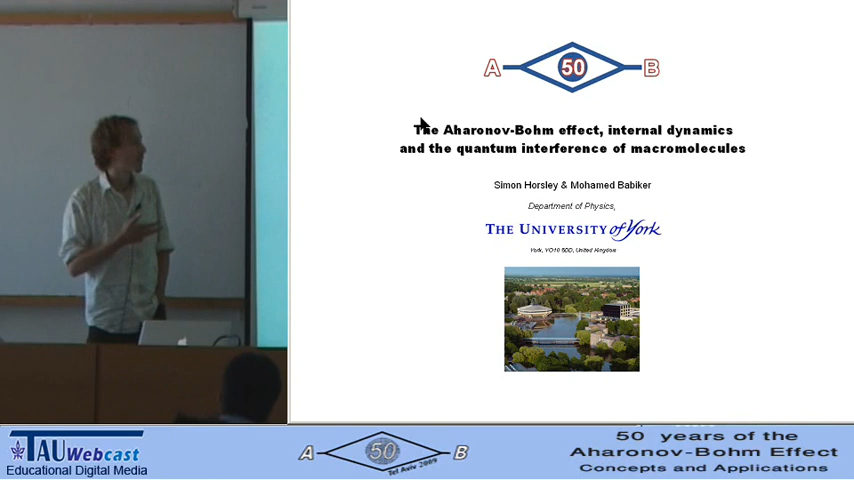 A 50 B
The Aharonov-Bohm effect, internal dynamics
and the quantum interference of macromolecules
Simon Horsley & Mohamed Babiker
Department of Physics,
THE UNIVERSITY of York
York, YO10 5DD, United Kingdom
TAU Webcast
Educational Digital Media
A 50 B
Tel Aviv 2009
50 years of the
Aharonov-Bohm Effect
Concepts and Applications